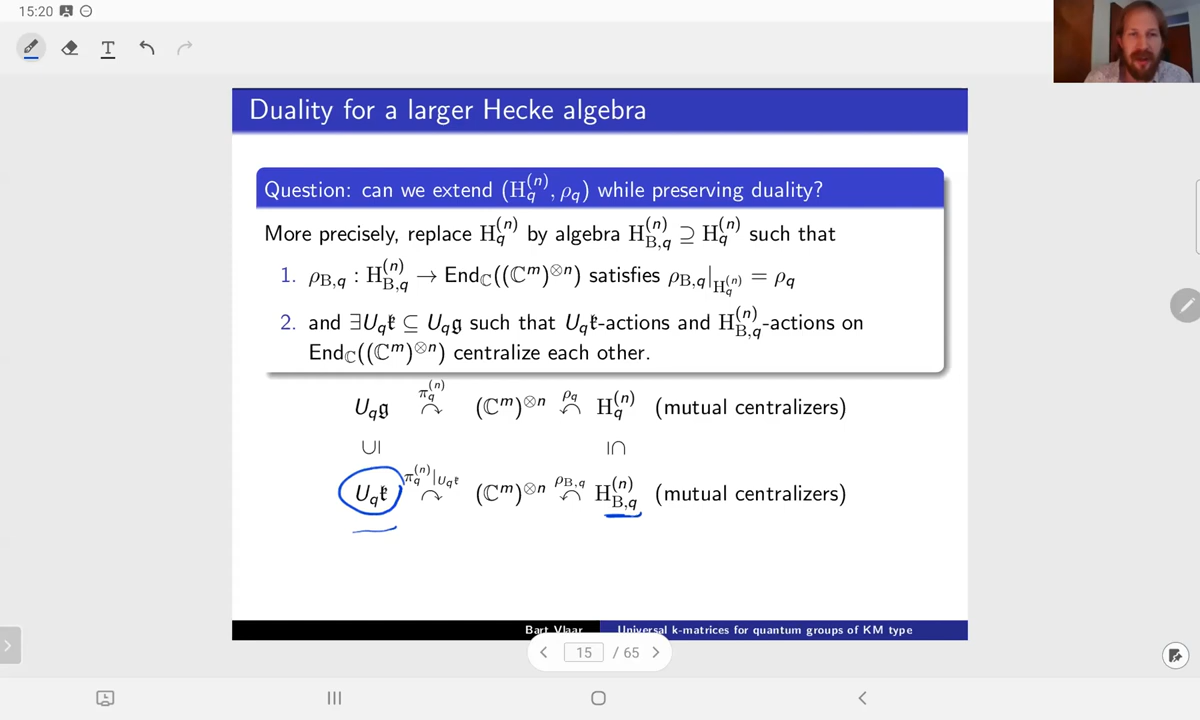 15:20
T
Duality for a larger Hecke algebra
Question: can we extend (H_q^{(n)}, ρ_q) while preserving duality?
More precisely, replace H_q^{(n)} by algebra H_{B,q}^{(n)} ⊇ H_q^{(n)} such that
1. ρ_{B,q} : H_{B,q}^{(n)} → End_ℂ((ℂ^m)^{⊗n}) satisfies ρ_{B,q}|_{H_q^{(n)}} = ρ_q
2. and ∃U_q𝔨 ⊆ U_q𝔤 such that U_q𝔨-actions and H_{B,q}^{(n)}-actions on
End_ℂ((ℂ^m)^{⊗n}) centralize each other.
U_q𝔤 π_q^{(n)} ↷ (ℂ^m)^{⊗n} ρ_q ↶ H_q^{(n)} (mutual centralizers)
∪| |∩
U_q𝔨 π_q^{(n)}|_{U_q𝔨} ↷ (ℂ^m)^{⊗n} ρ_{B,q} ↶ H_{B,q}^{(n)} (mutual centralizers)
Bart Vlaar Universal k-matrices for quantum groups of KM type
15 / 65